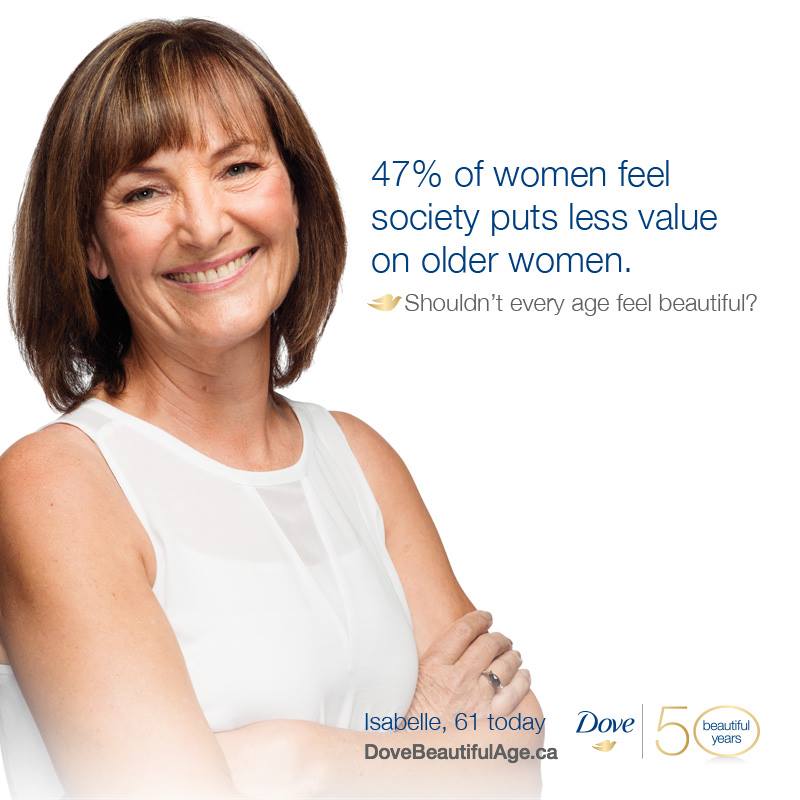 47% of women feel
society puts less value
on older women.
Shouldn't every age feel beautiful?
Isabelle, 61 today
DoveBeautifulAge.ca
Dove
50
beautiful
years